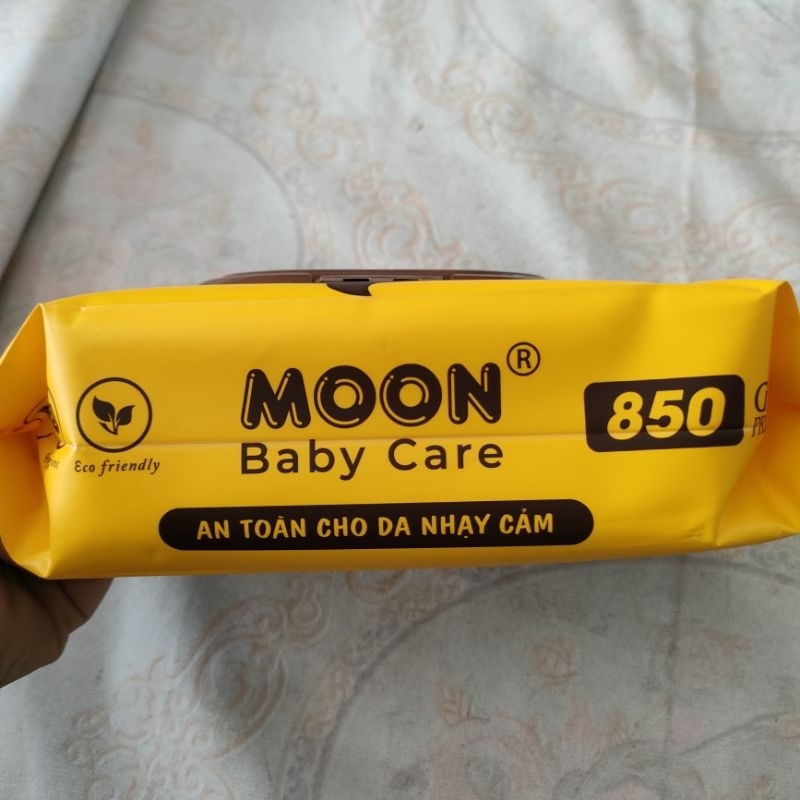 MOON®
Baby Care
850
Eco friendly
AN TOÀN CHO DA NHẠY CẢM